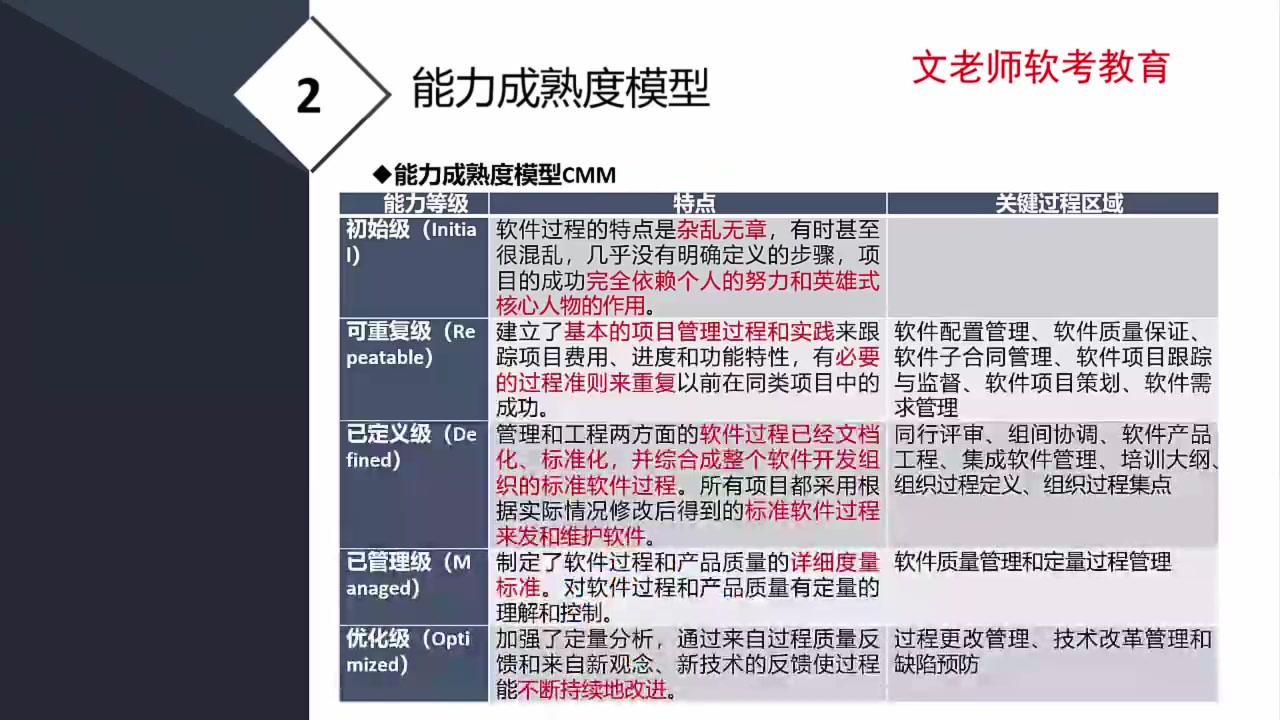 2
能力成熟度模型
文老师软考教育
◆能力成熟度模型CMM
能力等级 特点 关键过程区域
初始级（Initia
l）
软件过程的特点是杂乱无章，有时甚至
很混乱，几乎没有明确定义的步骤，项
目的成功完全依赖个人的努力和英雄式
核心人物的作用。
可重复级（Re
peatable）
建立了基本的项目管理过程和实践来跟
踪项目费用、进度和功能特性，有必要
的过程准则来重复以前在同类项目中的
成功。
软件配置管理、软件质量保证、
软件子合同管理、软件项目跟踪
与监督、软件项目策划、软件需
求管理
已定义级（De
fined）
管理和工程两方面的软件过程已经文档
化、标准化，并综合成整个软件开发组
织的标准软件过程。所有项目都采用根
据实际情况修改后得到的标准软件过程
来发和维护软件。
同行评审、组间协调、软件产品
工程、集成软件管理、培训大纲、
组织过程定义、组织过程集点
已管理级（M
anaged）
制定了软件过程和产品质量的详细度量
标准。对软件过程和产品质量有定量的
理解和控制。
软件质量管理和定量过程管理
优化级（Opti
mized）
加强了定量分析，通过来自过程质量反
馈和来自新观念、新技术的反馈使过程
能不断持续地改进。
过程更改管理、技术改革管理和
缺陷预防